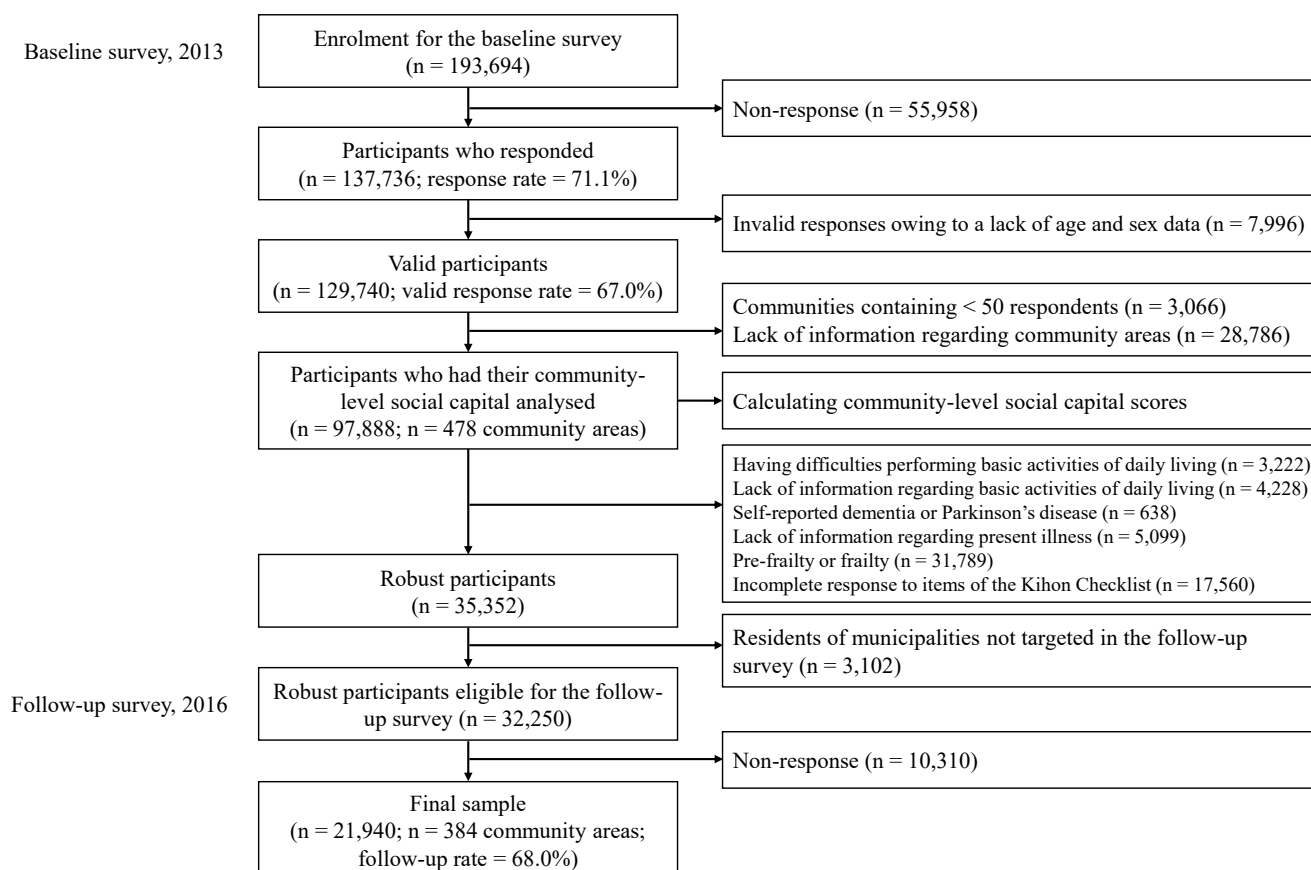 Baseline survey, 2013
Enrolment for the baseline survey
(n = 193,694)
Non-response (n = 55,958)
Participants who responded
(n = 137,736; response rate = 71.1%)
Invalid responses owing to a lack of age and sex data (n = 7,996)
Valid participants
(n = 129,740; valid response rate = 67.0%)
Communities containing < 50 respondents (n = 3,066)
Lack of information regarding community areas (n = 28,786)
Participants who had their community-
level social capital analysed
(n = 97,888; n = 478 community areas)
Calculating community-level social capital scores
Having difficulties performing basic activities of daily living (n = 3,222)
Lack of information regarding basic activities of daily living (n = 4,228)
Self-reported dementia or Parkinson’s disease (n = 638)
Lack of information regarding present illness (n = 5,099)
Pre-frailty or frailty (n = 31,789)
Incomplete response to items of the Kihon Checklist (n = 17,560)
Robust participants
(n = 35,352)
Residents of municipalities not targeted in the follow-up
survey (n = 3,102)
Follow-up survey, 2016
Robust participants eligible for the follow-
up survey (n = 32,250)
Non-response (n = 10,310)
Final sample
(n = 21,940; n = 384 community areas;
follow-up rate = 68.0%)